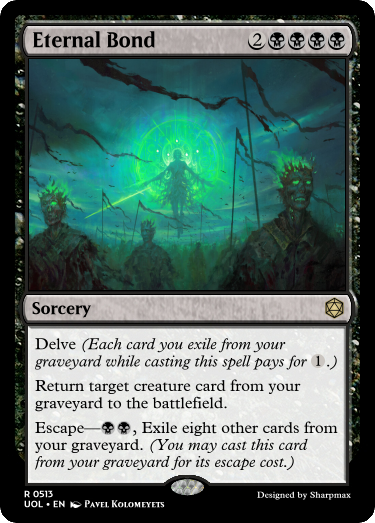 Eternal Bond 2
Sorcery
Delve (Each card you exile from your
graveyard while casting this spell pays for 1.)
Return target creature card from your
graveyard to the battlefield.
Escape—, Exile eight other cards from
your graveyard. (You may cast this card
from your graveyard for its escape cost.)
R 0513
UOL • EN Pavel Kolomeyets
Designed by Sharpmax